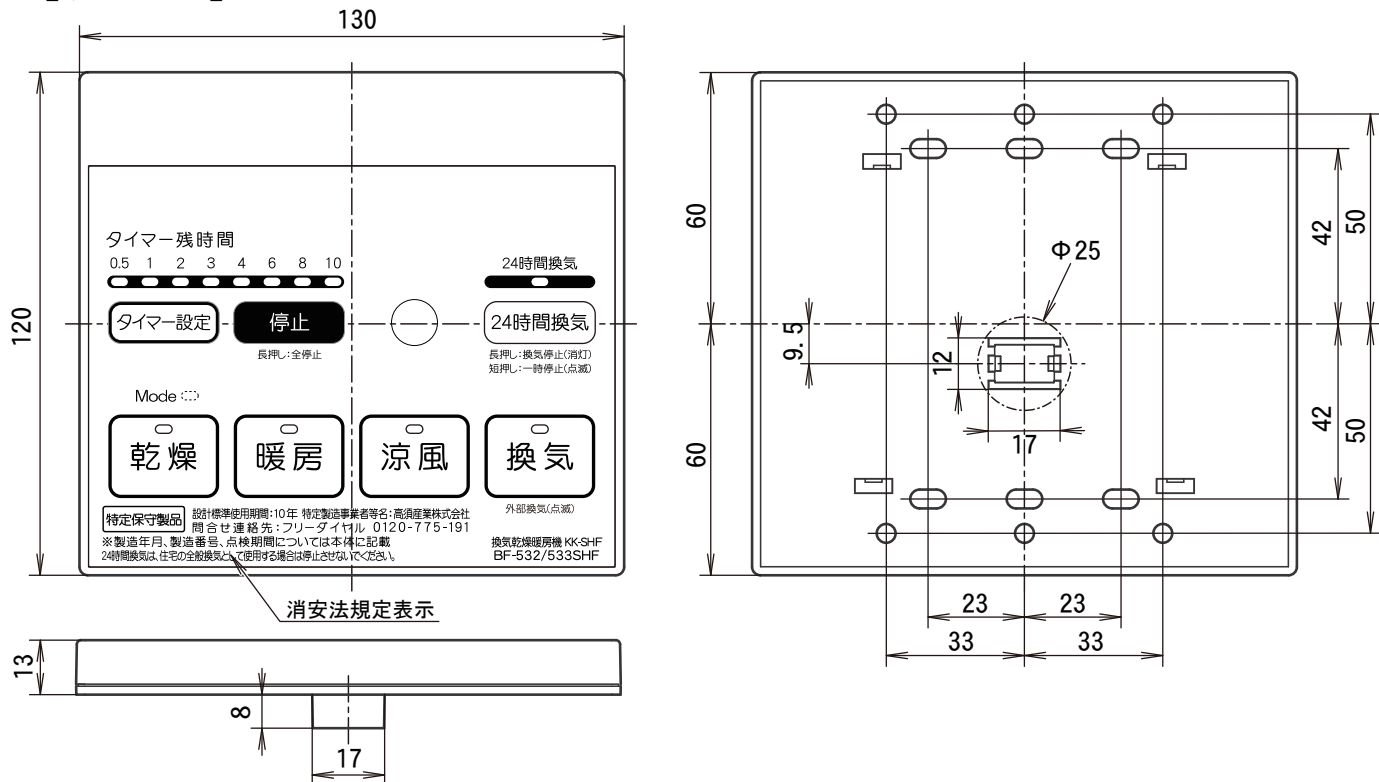 130
120
タイマー残時間
0.5 1 2 3 4 6 8 10
24時間換気
タイマー設定
停止
24時間換気
長押し:全停止
長押し:換気停止(消灯)
短押し:一時停止(点滅)
Mode
乾燥
暖房
涼風
換気
外部換気(点滅)
特定保守製品
設計標準使用期間:10年 特定製造事業者等名:高須産業株式会社
問合せ連絡先:フリーダイヤル 0120-775-191
※製造年月、製造番号、点検期間については本体に記載
24時間換気は、住宅の全般換気として使用する場合は停止させないでください。
換気乾燥暖房機 KK-SHF
BF-532/533SHF
消安法規定表示
13
8
17
60
60
42
50
42
50
Φ25
9.5
12
17
23 23
33 33